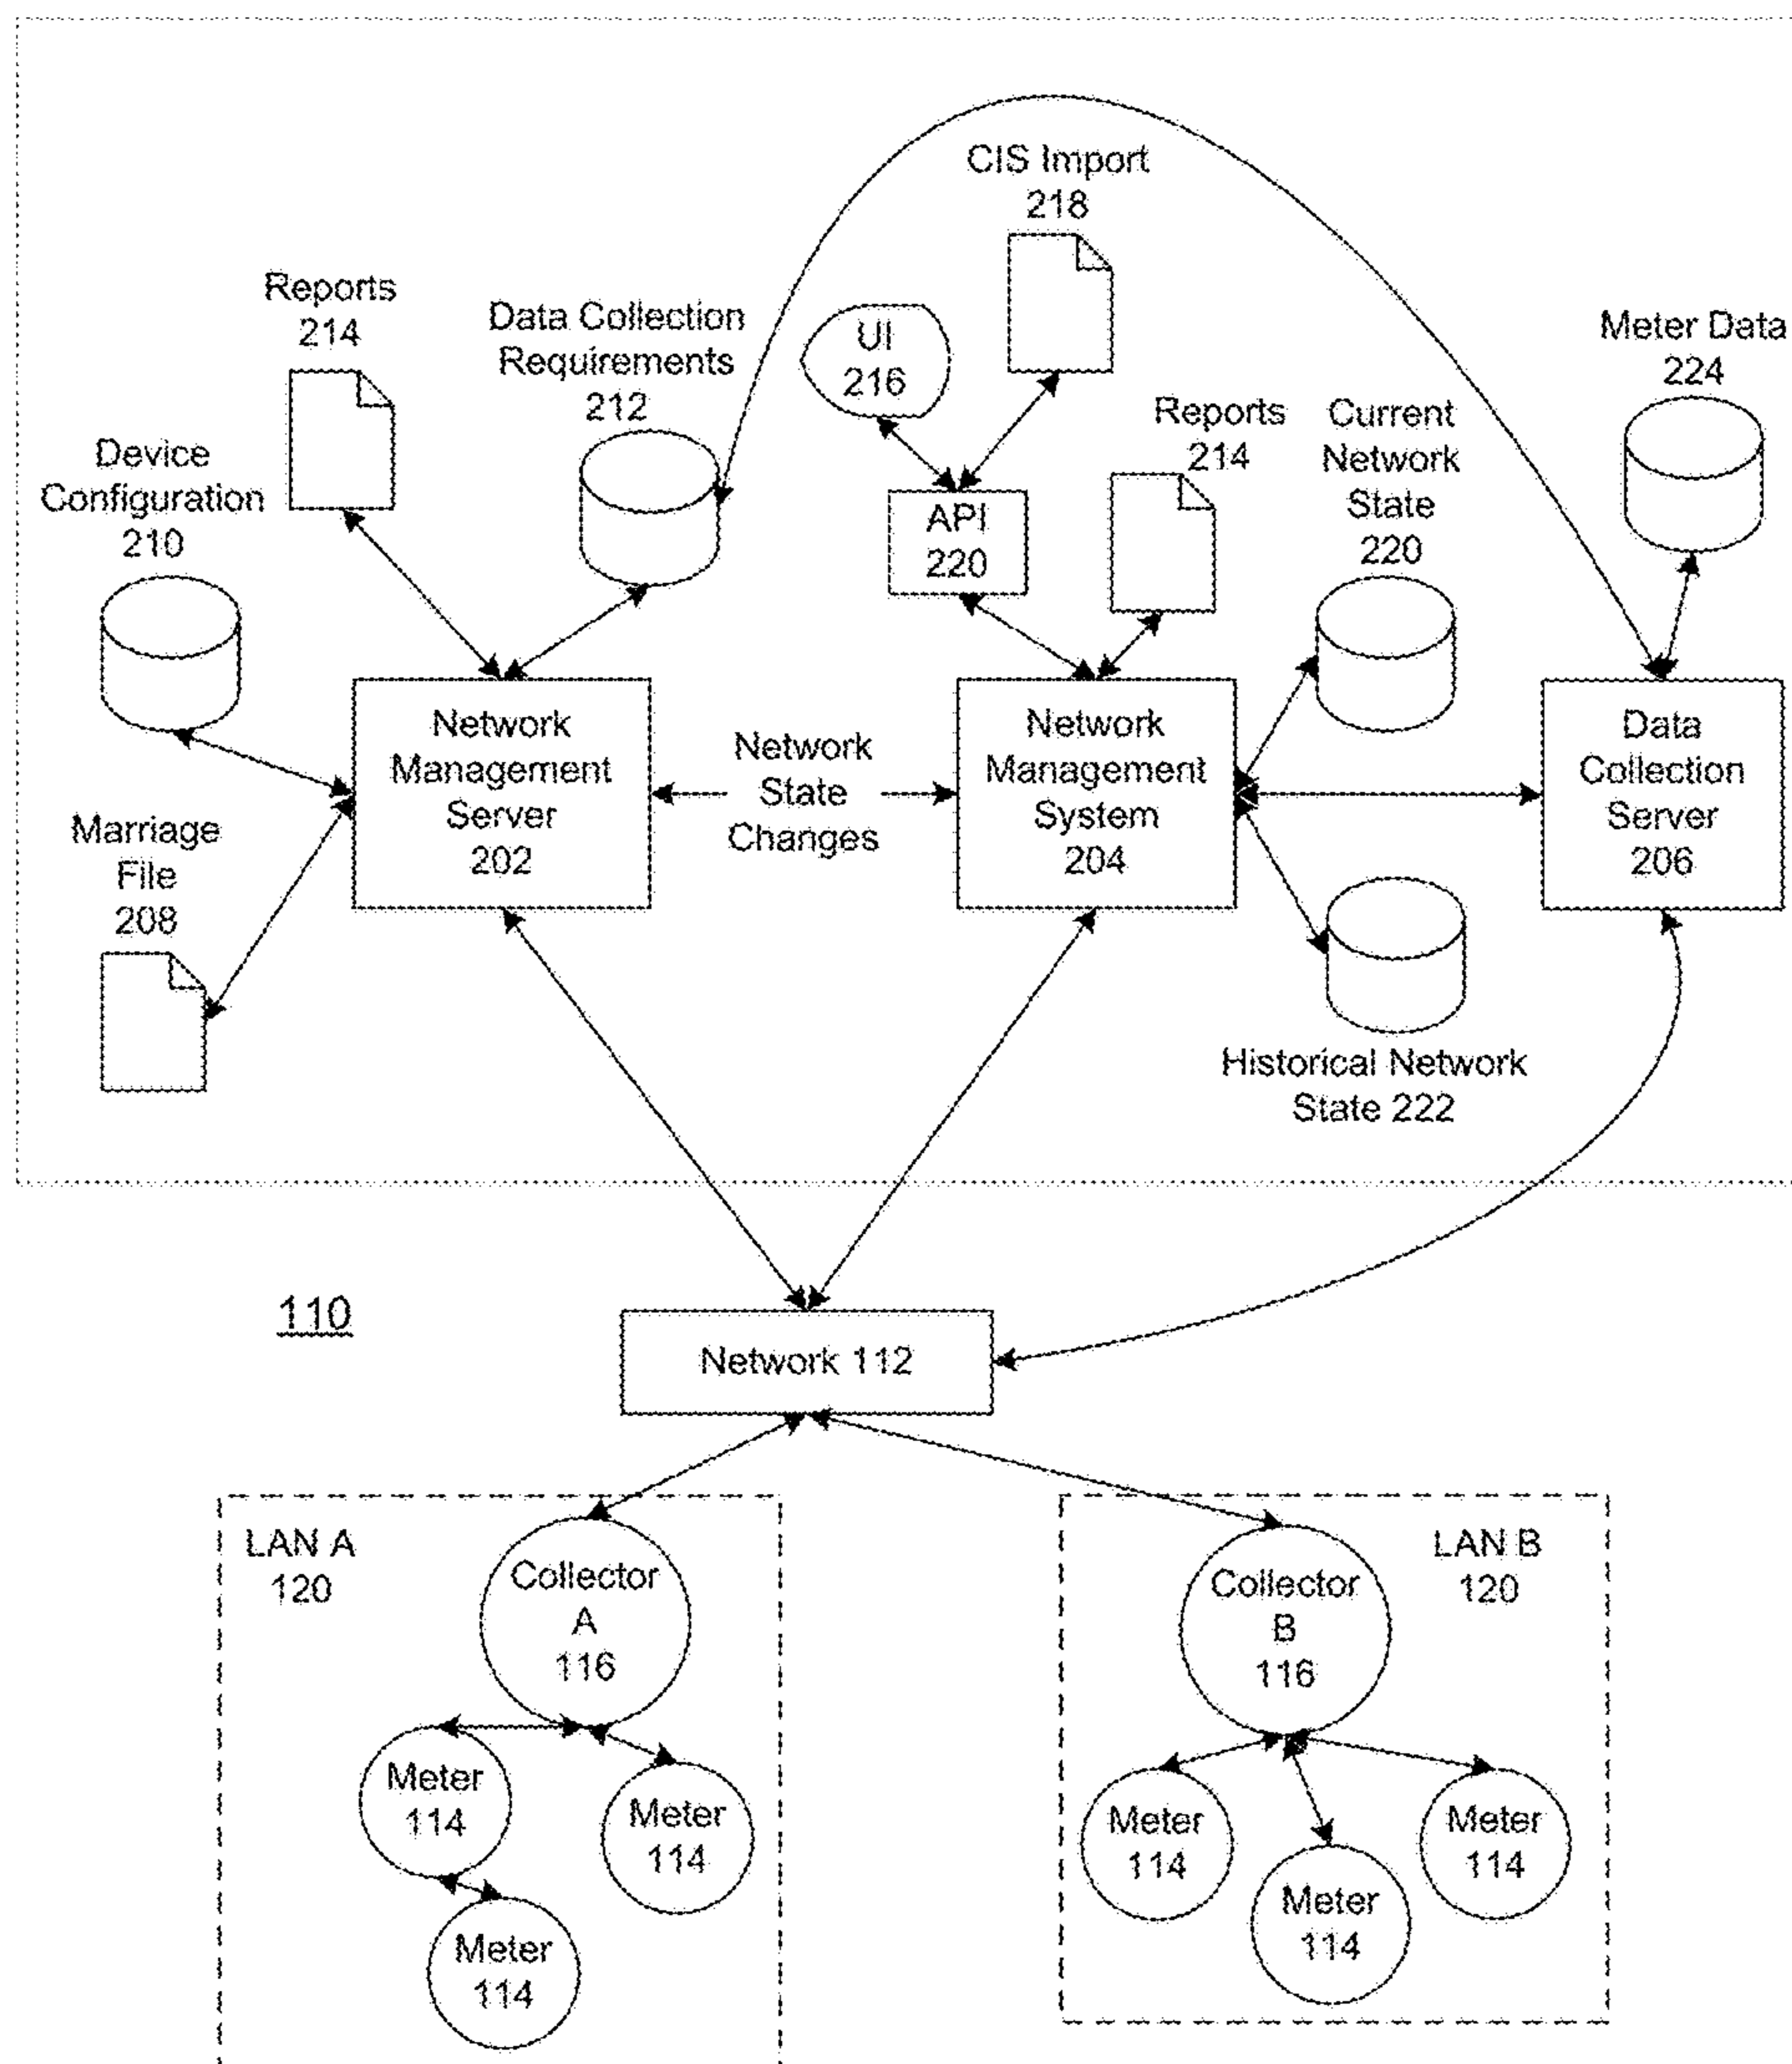 CIS Import
218
Reports
214
Data Collection
Requirements
212
UI
216
Meter Data
224
Reports
214
Current
Network
State
220
Device
Configuration
210
API
220
Network
Management
Server
202
Network
State
Changes
Network
Management
System
204
Data
Collection
Server
206
Marriage
File
208
Historical Network
State 222
110
Network 112
LAN A
120
Collector
A
116
LAN B
120
Collector
B
116
Meter
114
Meter
114
Meter
114
Meter
114
Meter
114
Meter
114